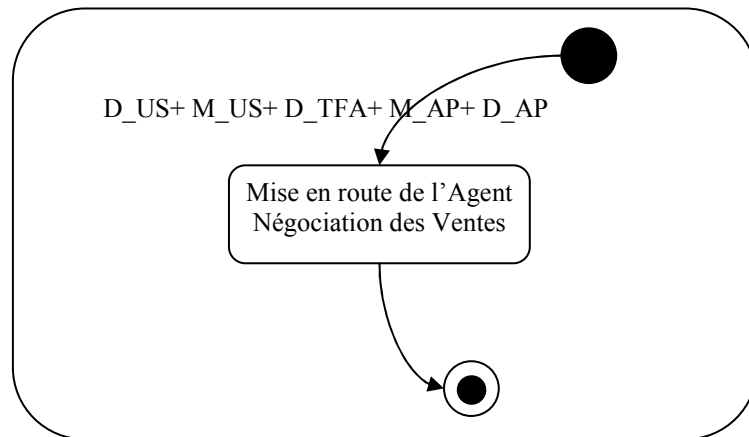 D_US+ M_US+ D_TFA+ M_AP+ D_AP
Mise en route de l’Agent
Négociation des Ventes